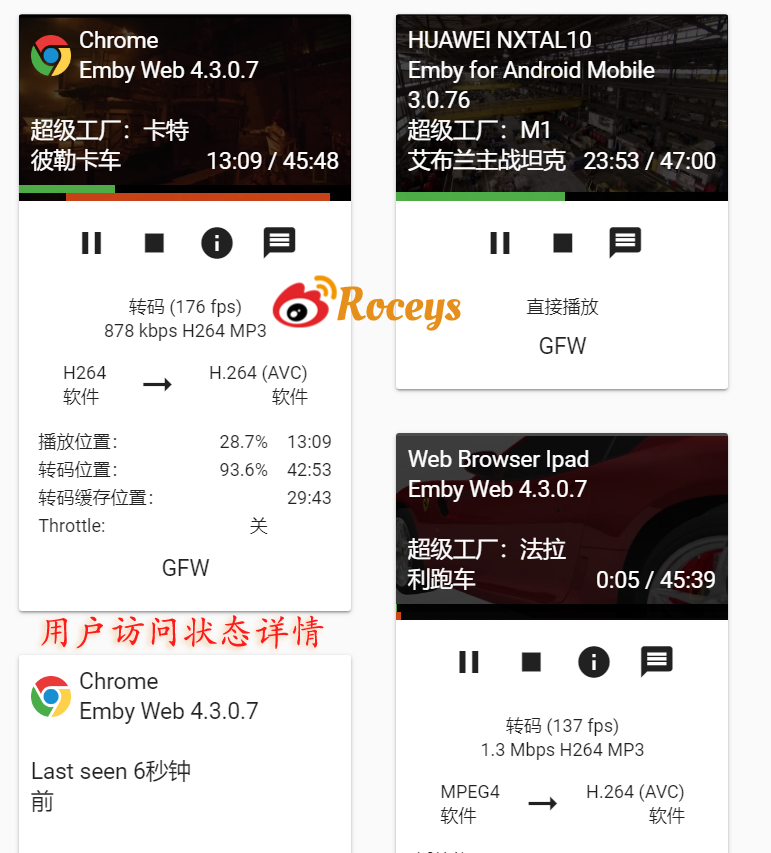 Chrome
Emby Web 4.3.0.7
超级工厂：卡特
彼勒卡车 13:09 / 45:48
转码 (176 fps)
878 kbps H264 MP3
H264 H.264 (AVC)
软件 软件
播放位置: 28.7% 13:09
转码位置: 93.6% 42:53
转码缓存位置: 29:43
Throttle: 关
GFW
用户访问状态详情
Chrome
Emby Web 4.3.0.7
Last seen 6秒钟
前
HUAWEI NXTAL10
Emby for Android Mobile
3.0.76
超级工厂：M1
艾布兰主战坦克 23:53 / 47:00
Roceys
直接播放
GFW
Web Browser Ipad
Emby Web 4.3.0.7
超级工厂：法拉
利跑车 0:05 / 45:39
转码 (137 fps)
1.3 Mbps H264 MP3
MPEG4 H.264 (AVC)
软件 软件